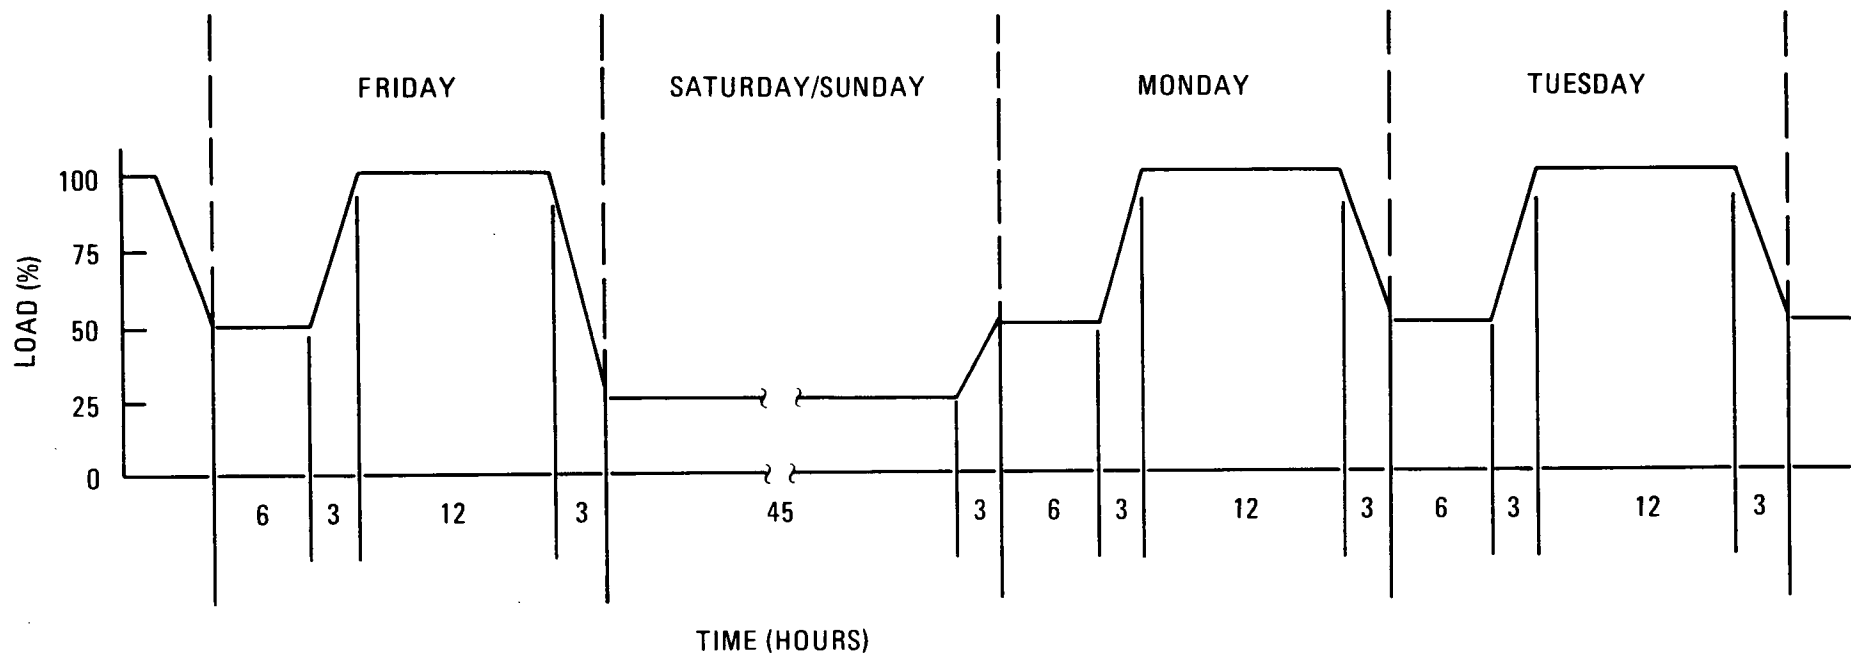 FRIDAY SATURDAY/SUNDAY MONDAY TUESDAY
100
75
50
25
0
LOAD (%)
6 3 12 3 45 3 6 3 12 3 6 3 12 3
TIME (HOURS)